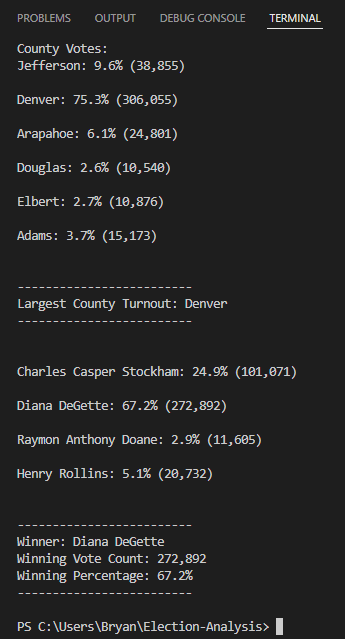 PROBLEMS OUTPUT DEBUG CONSOLE TERMINAL
County Votes:
Jefferson: 9.6% (38,855)
Denver: 75.3% (306,055)
Arapahoe: 6.1% (24,801)
Douglas: 2.6% (10,540)
Elbert: 2.7% (10,876)
Adams: 3.7% (15,173)
-------------------------
Largest County Turnout: Denver
-------------------------
Charles Casper Stockham: 24.9% (101,071)
Diana DeGette: 67.2% (272,892)
Raymon Anthony Doane: 2.9% (11,605)
Henry Rollins: 5.1% (20,732)
-------------------------
Winner: Diana DeGette
Winning Vote Count: 272,892
Winning Percentage: 67.2%
-------------------------
PS C:\Users\Bryan\Election-Analysis>